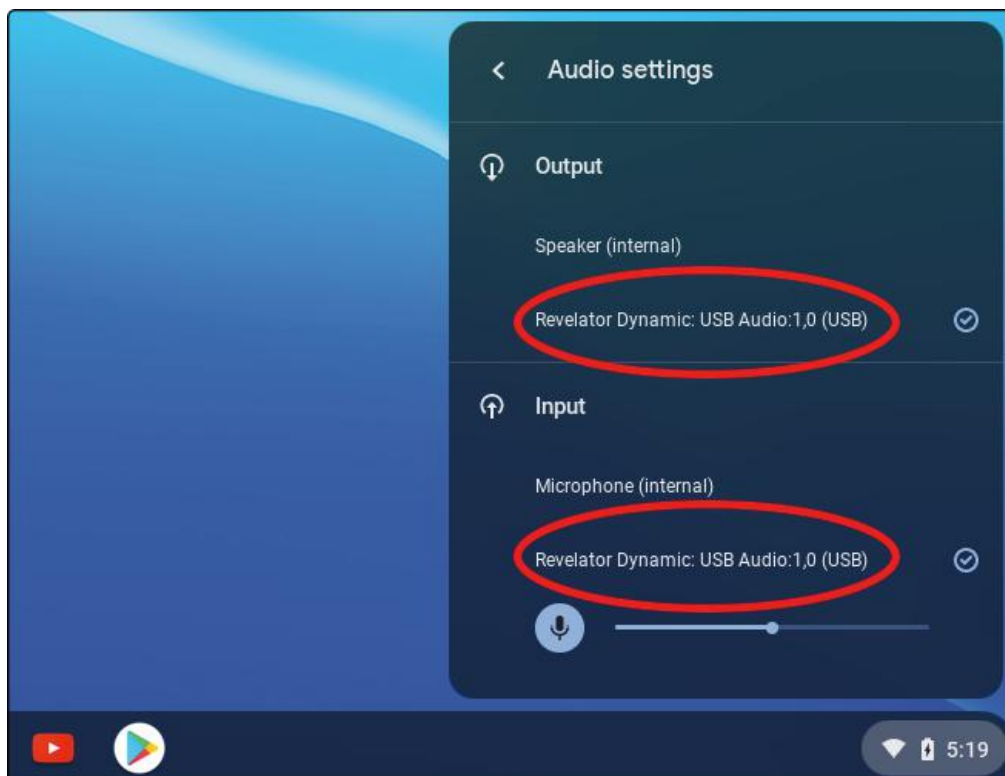 Audio settings
Output
Speaker (internal)
Revelator Dynamic: USB Audio:1,0 (USB)
Input
Microphone (internal)
Revelator Dynamic: USB Audio:1,0 (USB)
5:19